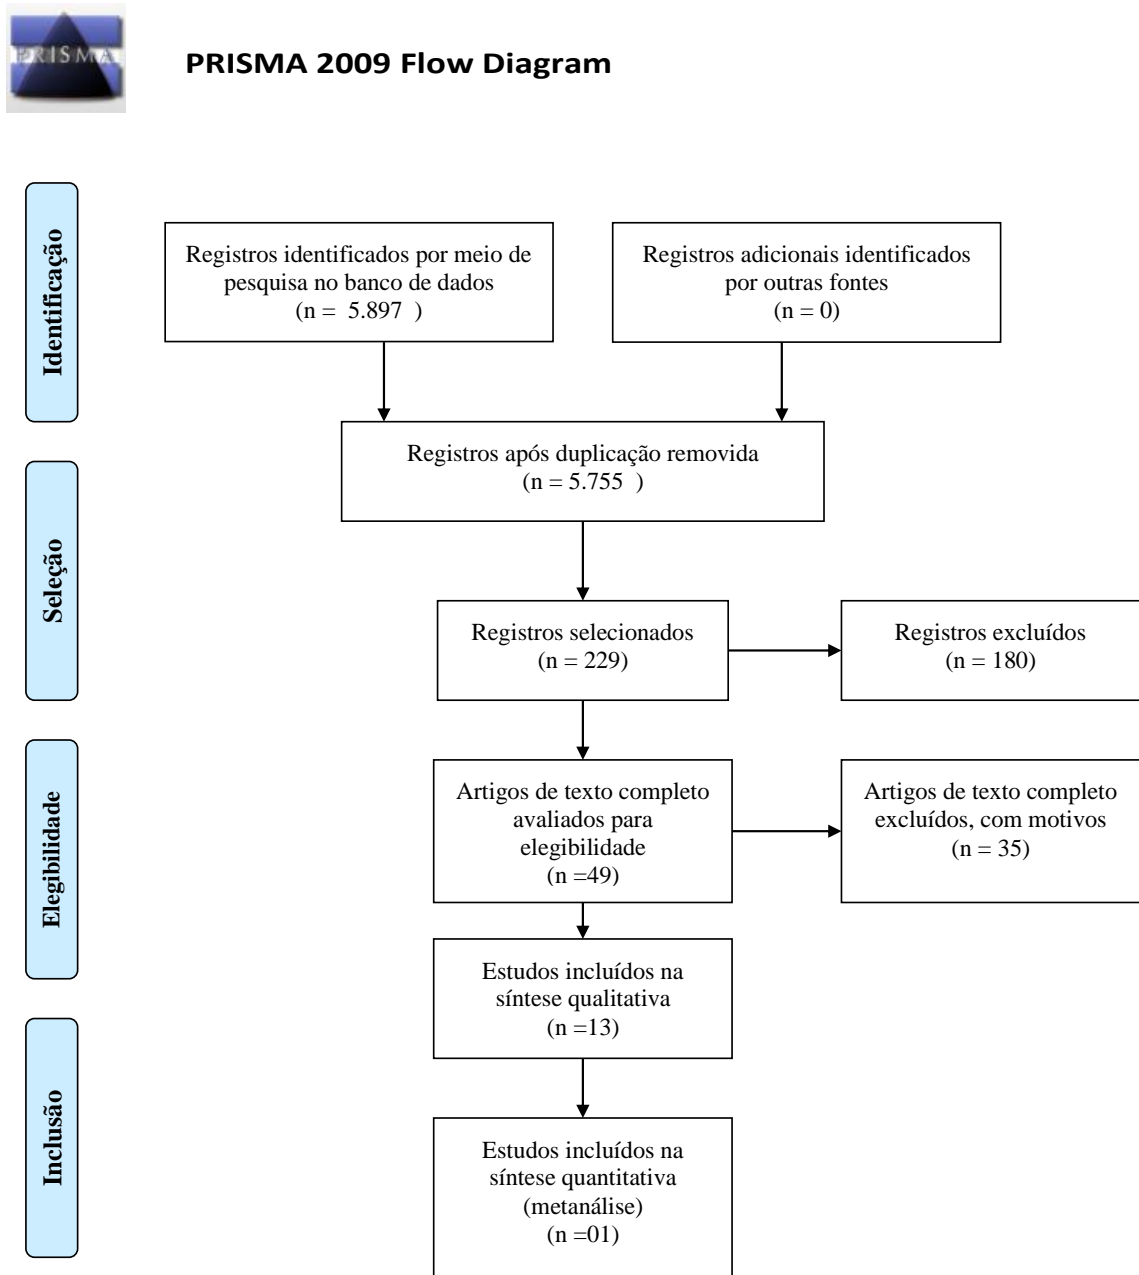 PRISMA
PRISMA 2009 Flow Diagram
Identificação
Registros identificados por meio de
pesquisa no banco de dados
(n =  5.897  )
Registros adicionais identificados
por outras fontes
(n = 0)
Registros após duplicação removida
(n = 5.755  )
Seleção
Registros selecionados
(n = 229)
Registros excluídos
(n = 180)
Elegibilidade
Artigos de texto completo
avaliados para
elegibilidade
(n =49)
Artigos de texto completo
excluídos, com motivos
(n = 35)
Estudos incluídos na
síntese qualitativa
(n =13)
Inclusão
Estudos incluídos na
síntese quantitativa
(metanálise)
(n =01)